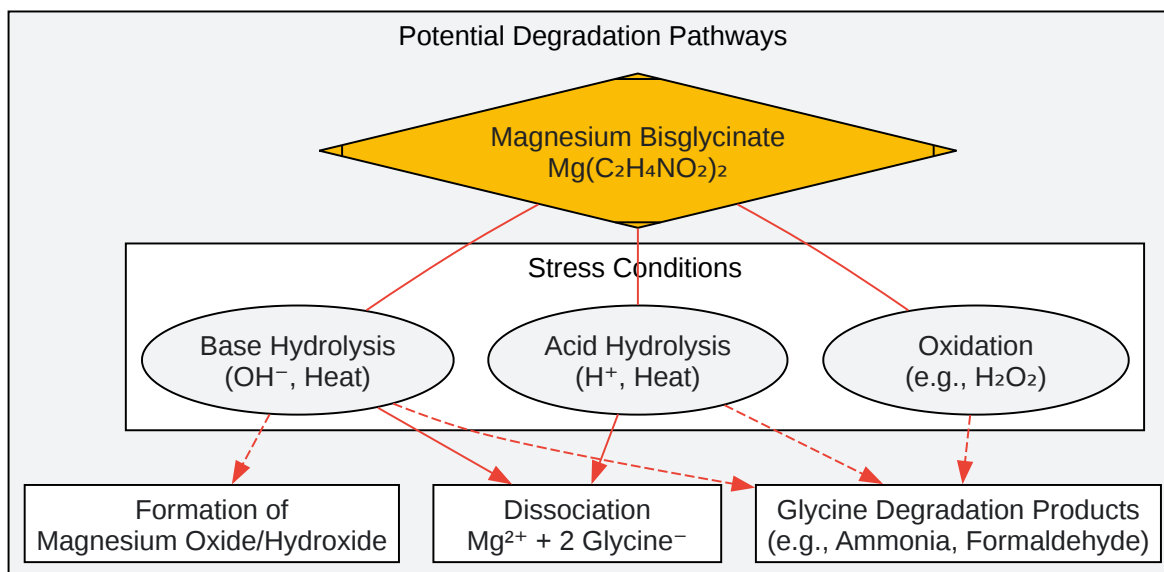 Potential Degradation Pathways
Magnesium Bisglycinate
Mg(C₂H₄NO₂)₂
Stress Conditions
Base Hydrolysis
(OH⁻, Heat)
Acid Hydrolysis
(H⁺, Heat)
Oxidation
(e.g., H₂O₂)
Formation of
Magnesium Oxide/Hydroxide
Dissociation
Mg²⁺ + 2 Glycine⁻
Glycine Degradation Products
(e.g., Ammonia, Formaldehyde)